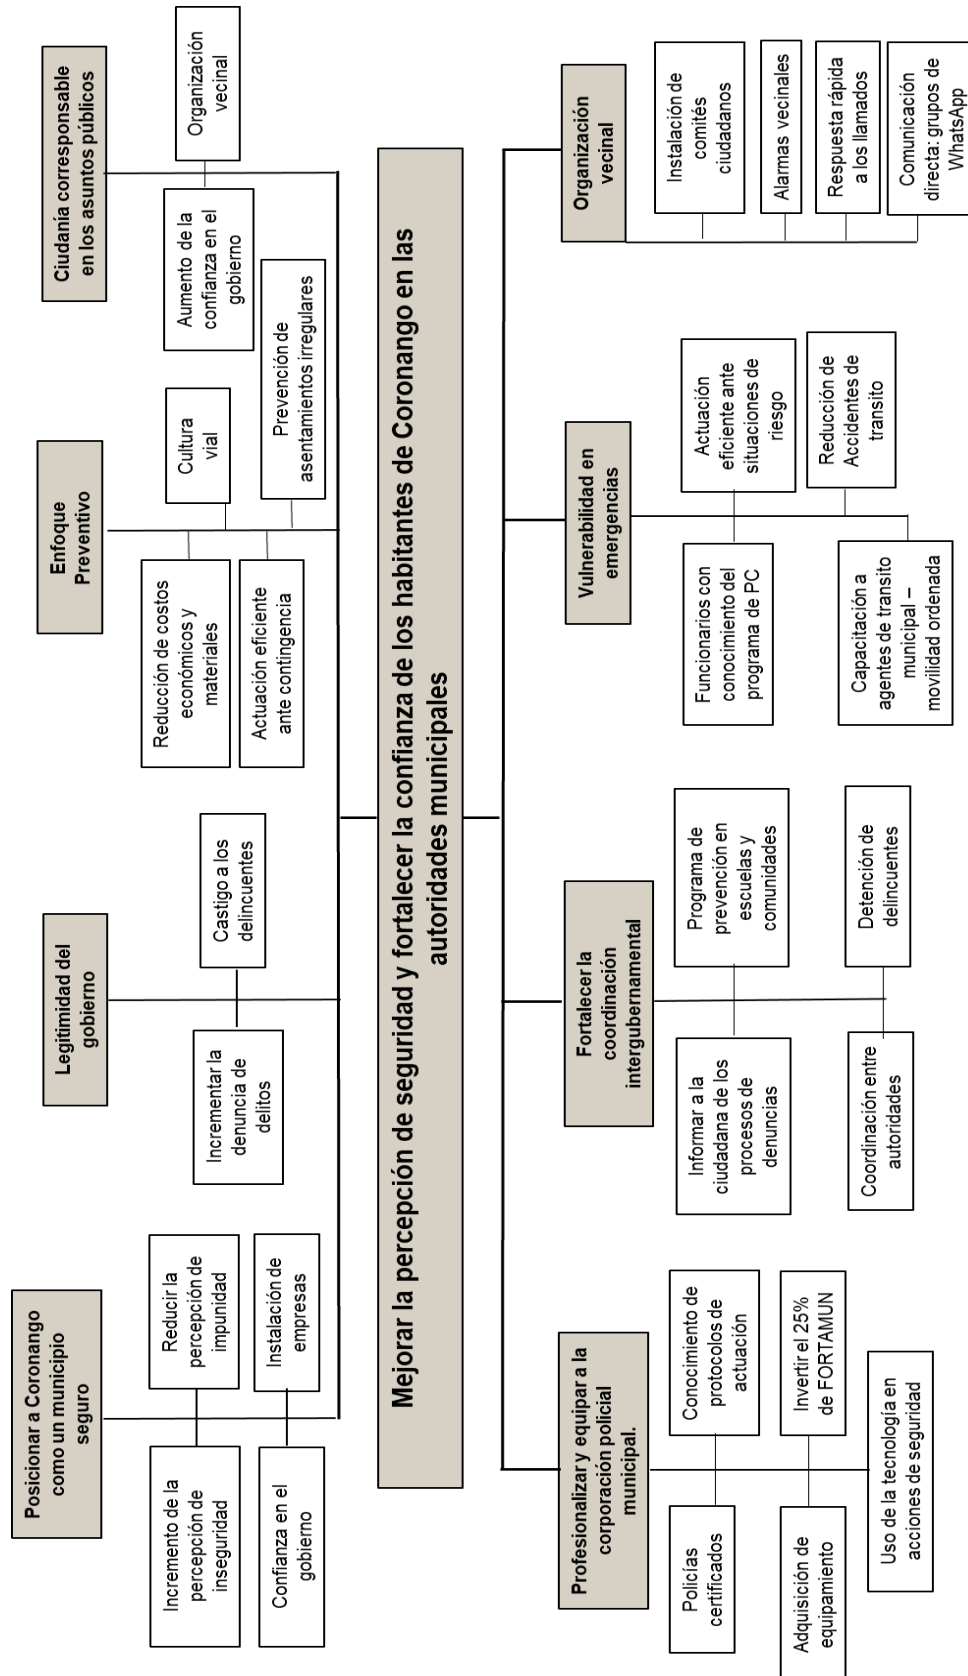 Posicionar a Coronango
como un municipio
seguro
Incremento de la
percepción de
inseguridad
Reducir la
percepción de
impunidad
Confianza en el
gobierno
Instalación de
empresas
Legitimidad del
gobierno
Incrementar la
denuncia de
delitos
Castigo a los
delincuentes
Enfoque
Preventivo
Reducción de costos
económicos y
materiales
Cultura
vial
Actuación eficiente
ante contingencia
Prevención de
asentamientos irregulares
Ciudanía corresponsable
en los asuntos públicos
Aumento de la
confianza en el
gobierno
Organización
vecinal
Mejorar la percepción de seguridad y fortalecer la confianza de los habitantes de Coronango en las
autoridades municipales
Profesionalizar y equipar a la
corporación policial
municipal.
Policías
certificados
Conocimiento de
protocolos de
actuación
Adquisición de
equipamiento
Invertir el 25%
de FORTAMUN
Uso de la tecnología en
acciones de seguridad
Fortalecer la
coordinación
intergubernamental
Informar a la
ciudadana de los
procesos de
denuncias
Programa de
prevención en
escuelas y
comunidades
Coordinación entre
autoridades
Detención de
delincuentes
Vulnerabilidad en
emergencias
Funcionarios con
conocimiento del
programa de PC
Actuación
eficiente ante
situaciones de
riesgo
Capacitación a
agentes de transito
municipal –
movilidad ordenada
Reducción de
Accidentes de
transito
Organización
vecinal
Instalación de
comités
ciudadanos
Alarmas vecinales
Respuesta rápida
a los llamados
Comunicación
directa: grupos de
WhatsApp